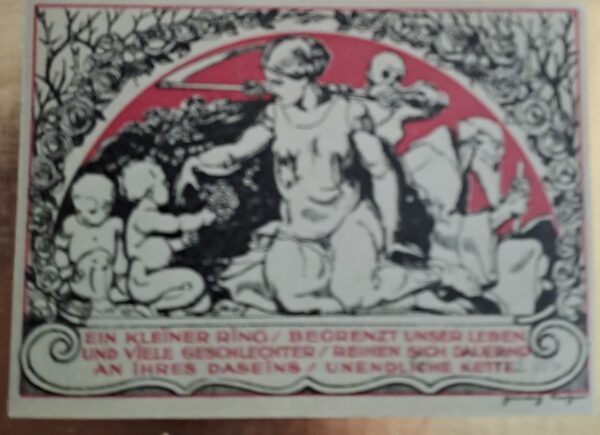 EIN KLEINER RING / BEGRENZT UNSER LEBEN
UND VIELE GESCHLECHTER / REIHEN SICH DAUERND
AN IHRES DASEINS / UNENDLICHE KETTE.